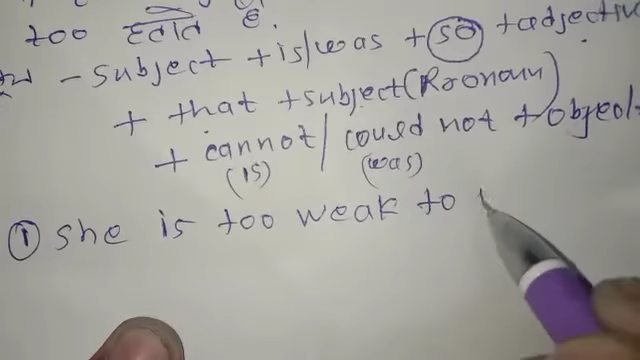 too हटाते है.
सूत्र - Subject + is/was + so + adjective
+ that + subject (Pronoun)
+ cannot / could not + object
(is) (was)
① She is too weak to